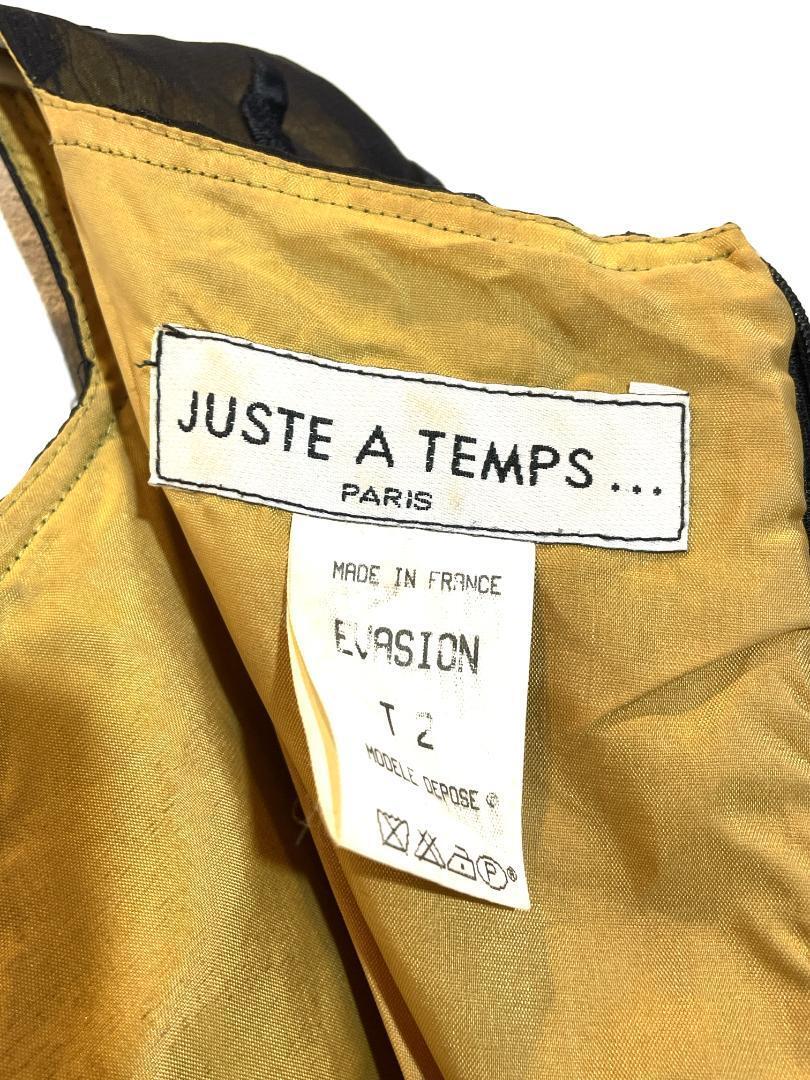 JUSTE A TEMPS...
PARIS
MADE IN FRANCE
EVASION
T 2
MODELE DEPOSE ©
P ®